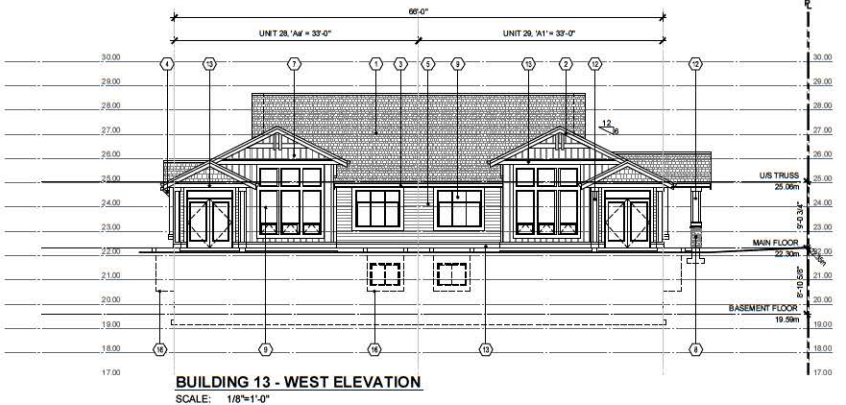 66'-0"
UNIT 28, 'Aa' = 33'-0" UNIT 29, 'A1' = 33'-0"
30.00 4 13 7 1 3 5 9 13 2 12 12 30.00
29.00 29.00
28.00 28.00
27.00 12 27.00
26.00 26.00
U/S TRUSS
25.00 25.00
25.06m
24.00 24.00
9'-0 3/4"
23.00 23.00
MAIN FLOOR
22.00 22.00
22.30m
21.00 21.00
8'-10 5/8"
20.00 20.00
BASEMENT FLOOR
19.59m
19.00 19.00
18.00 16 9 16 13 8 18.00
17.00 17.00
BUILDING 13 - WEST ELEVATION
SCALE: 1/8"=1'-0"